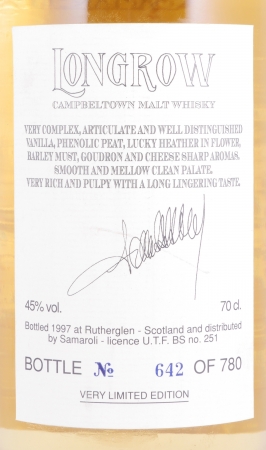 LONGROW
CAMPBELTOWN MALT WHISKY
VERY COMPLEX, ARTICULATE AND WELL DISTINGUISHED
VANILLA, PHENOLIC PEAT, LUCKY HEATHER IN FLOWER,
BARLEY MUST, GOUDRON AND CHEESE SHARP AROMAS.
SMOOTH AND MELLOW CLEAN PALATE.
VERY RICH AND PULPY WITH A LONG LINGERING TASTE.
45% vol. 70 cl.
Bottled 1997 at Rutherglen - Scotland and distributed
by Samaroli - licence U.T.F. BS no. 251
BOTTLE No 642 OF 780
VERY LIMITED EDITION